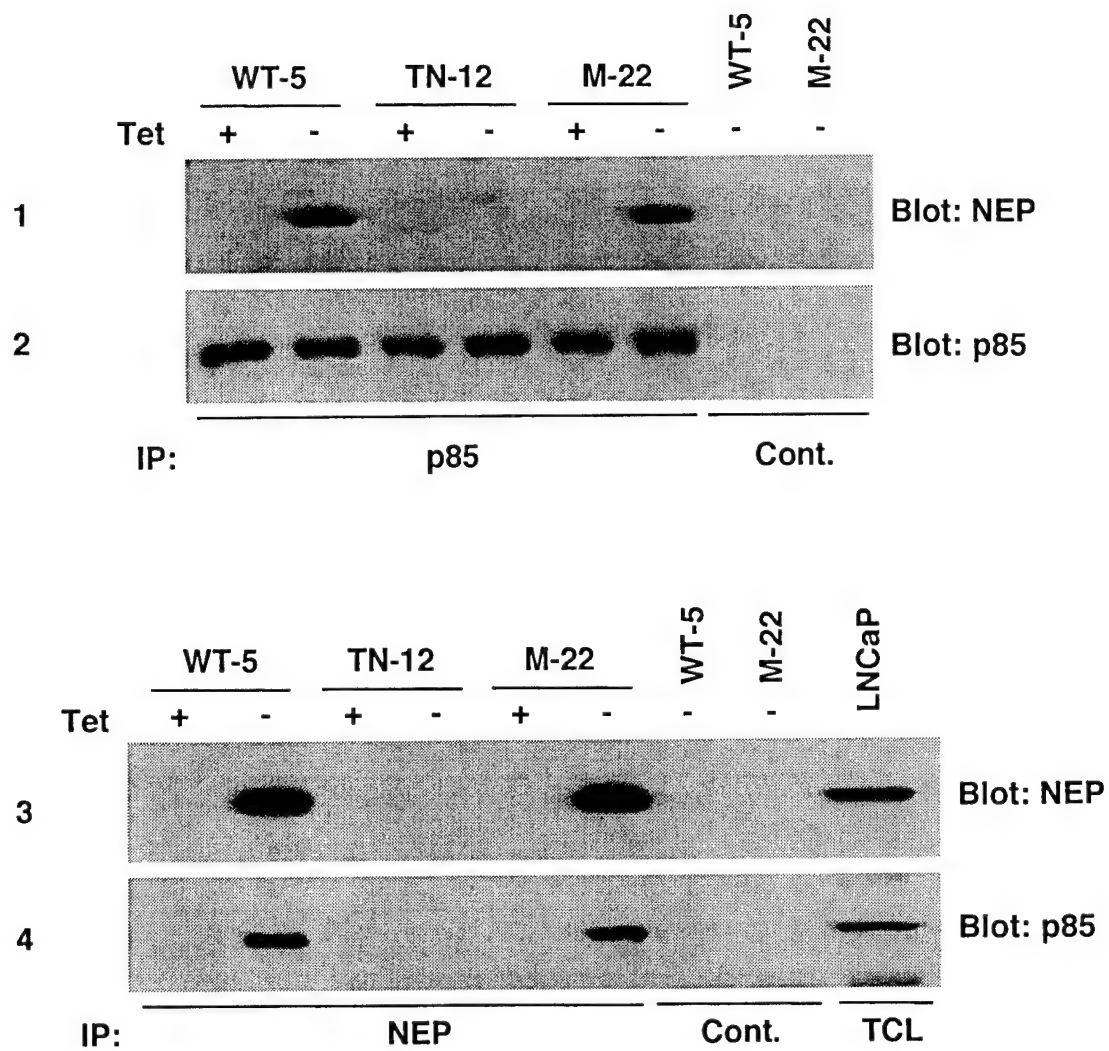 WT-5 M-22
WT-5 TN-12 M-22
Tet + - + - + - - -
1 Blot: NEP
2 Blot: p85
IP: p85 Cont.
WT-5 M-22 LNCaP
WT-5 TN-12 M-22
Tet + - + - + - - -
3 Blot: NEP
4 Blot: p85
IP: NEP Cont. TCL